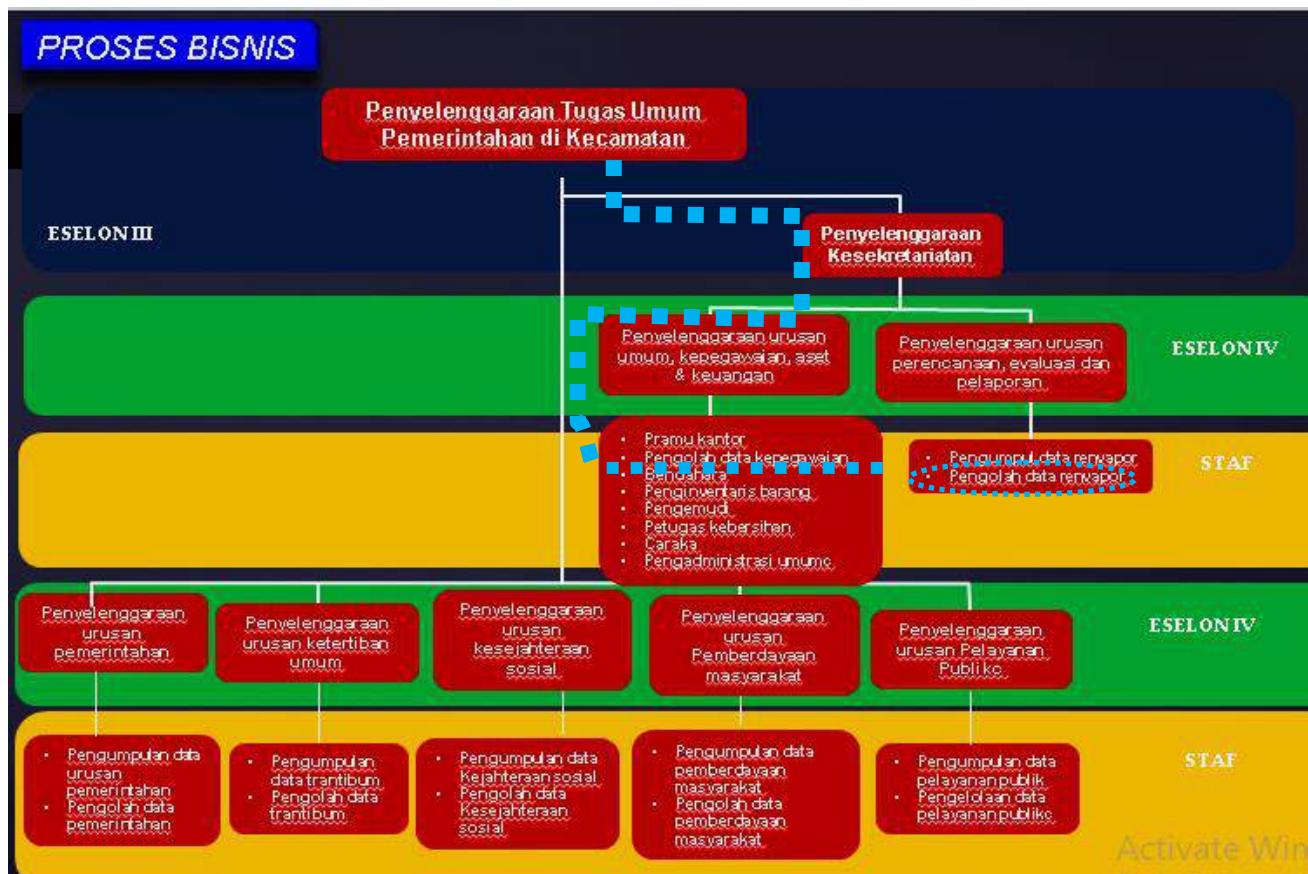 PROSES BISNIS
Penyelenggaraan Tugas Umum
Pemerintahan di Kecamatan
ESELON III
Penyelenggaraan
Kesekretariatan
Penyelenggaraan urusan
umum, kepegawaian, aset
& keuangan
Penyelenggaraan urusan
perencanaan, evaluasi dan
pelaporan
ESELON IV
• Pramu kantor
• Pengolah data kepegawaian
• Bendahara
• Penginventaris barang
• Pengemudi
• Petugas kebersihan
• Caraka
• Pengadministrasi umumc
• Pengumpul data renvapor
• Pengolah data renvapor
STAF
Penyelenggaraan
urusan
pemerintahan
Penyelenggaraan
urusan ketertiban
umum
Penyelenggaraan
urusan
kesejahteraan
sosial
Penyelenggaraan
urusan
Pemberdayaan
masyarakat
Penyelenggaraan
urusan Pelayanan
Publikc
ESELON IV
• Pengumpulan data
urusan
pemerintahan
• Pengolah data
pemerintahan
• Pengumpulan
data trantibum
• Pengolah data
trantibum
• Pengumpulan data
Kejahteraan sosial
• Pengolah data
Kesejahteraan
sosial
• Pengumpulan data
pemberdayaan
masyarakat
• Pengolah data
pemberdayaan
masyarakat
• Pengumpulan data
pelayanan publik
• Pengelolaan data
pelayanan publikc
STAF
Activate Win